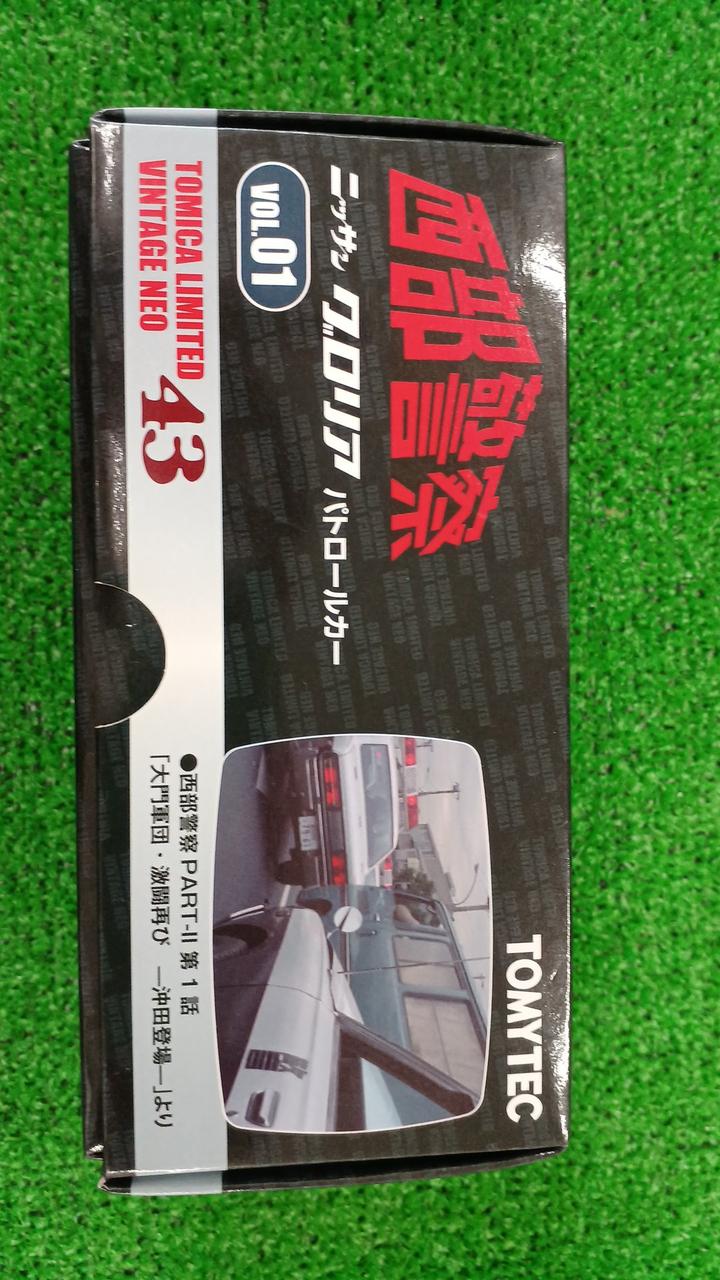 TOMYTEC
西部警察
ニッサン グロリア パトロールカー
VOL.01
TOMICA LIMITED
VINTAGE NEO
43
●西部警察 PART-II 第1話
「大門軍団・激闘再び ―沖田登場―」より